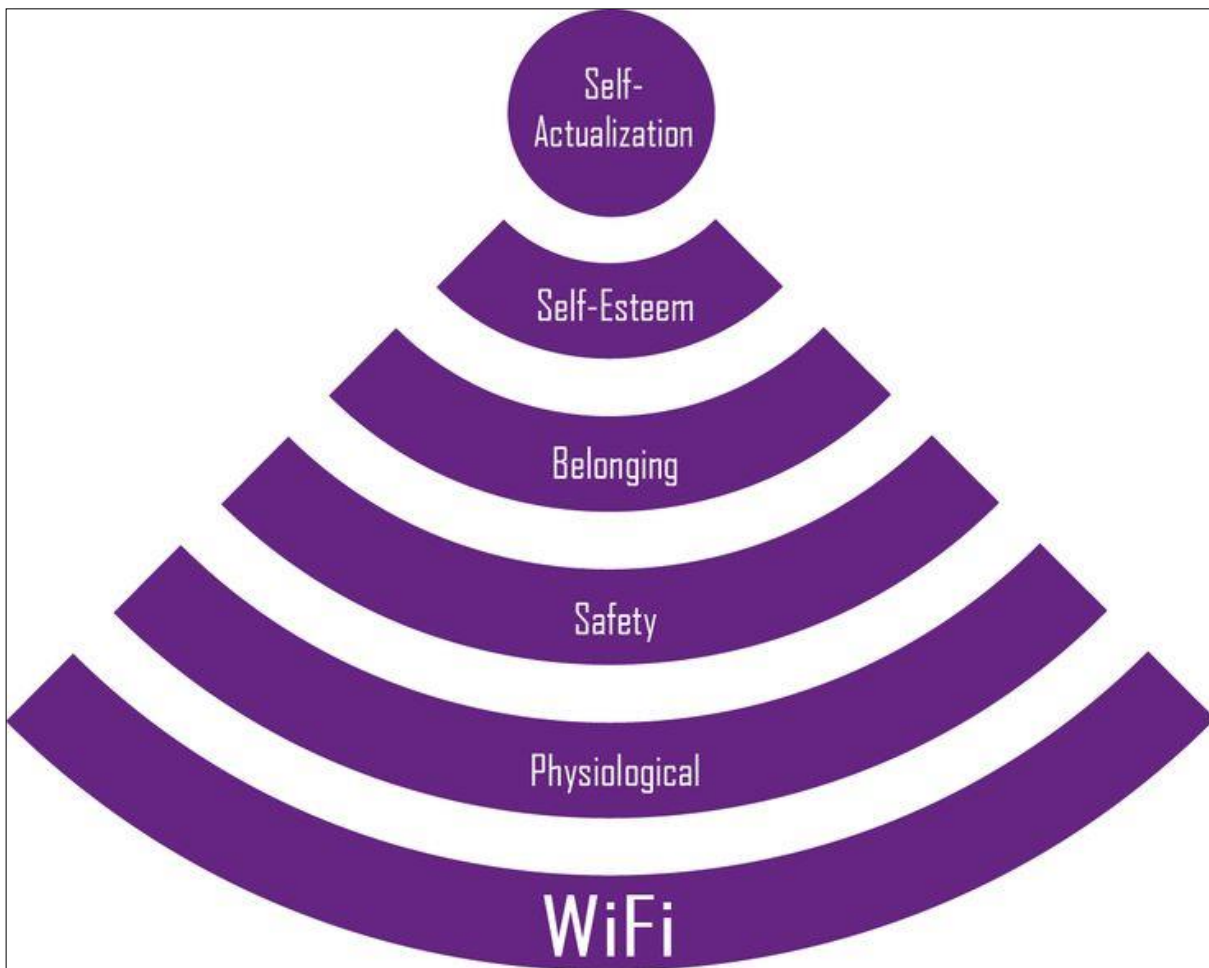 Self-
Actualization
Self-Esteem
Belonging
Safety
Physiological
WiFi